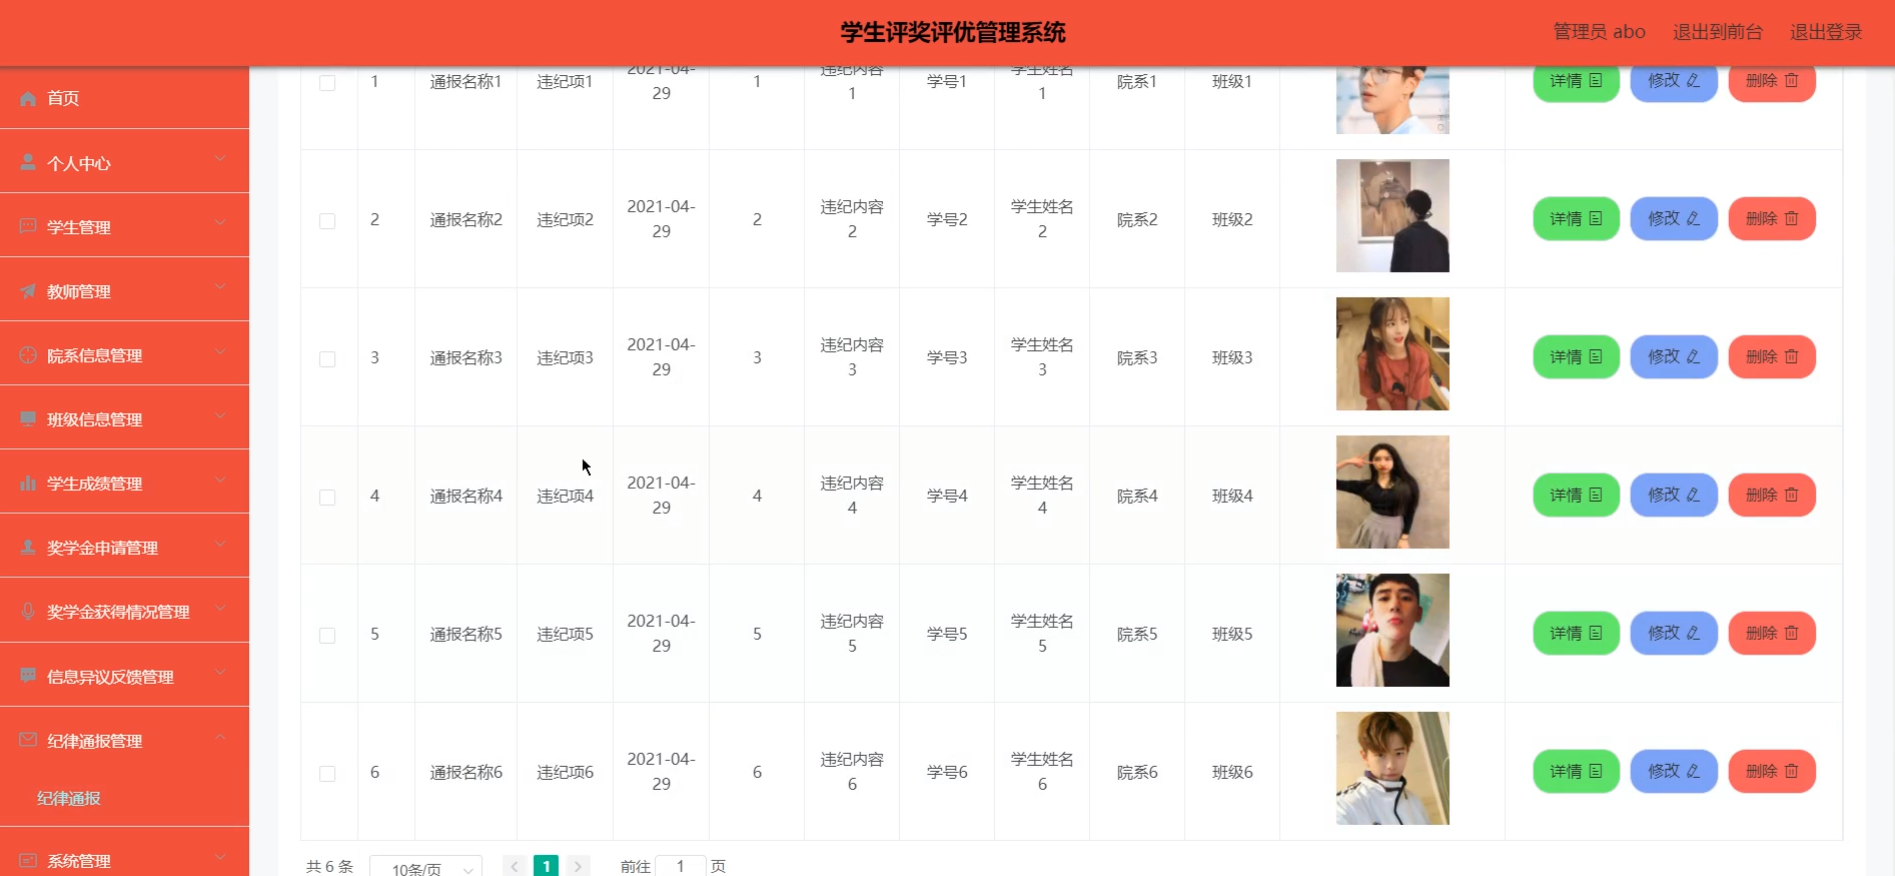 学生评奖评优管理系统
管理员 abo 退出到前台 退出登录
首页
个人中心
学生管理
教师管理
院系信息管理
班级信息管理
学生成绩管理
奖学金申请管理
奖学金获得情况管理
信息异议反馈管理
纪律通报管理
纪律通报
系统管理
1 通报名称1 违纪项1 2021-04-29 1 违纪内容1 学号1 学生姓名1 院系1 班级1 详情 修改 删除
2 通报名称2 违纪项2 2021-04-29 2 违纪内容2 学号2 学生姓名2 院系2 班级2 详情 修改 删除
3 通报名称3 违纪项3 2021-04-29 3 违纪内容3 学号3 学生姓名3 院系3 班级3 详情 修改 删除
4 通报名称4 违纪项4 2021-04-29 4 违纪内容4 学号4 学生姓名4 院系4 班级4 详情 修改 删除
5 通报名称5 违纪项5 2021-04-29 5 违纪内容5 学号5 学生姓名5 院系5 班级5 详情 修改 删除
6 通报名称6 违纪项6 2021-04-29 6 违纪内容6 学号6 学生姓名6 院系6 班级6 详情 修改 删除
共 6 条 10条/页 1 前往 1 页